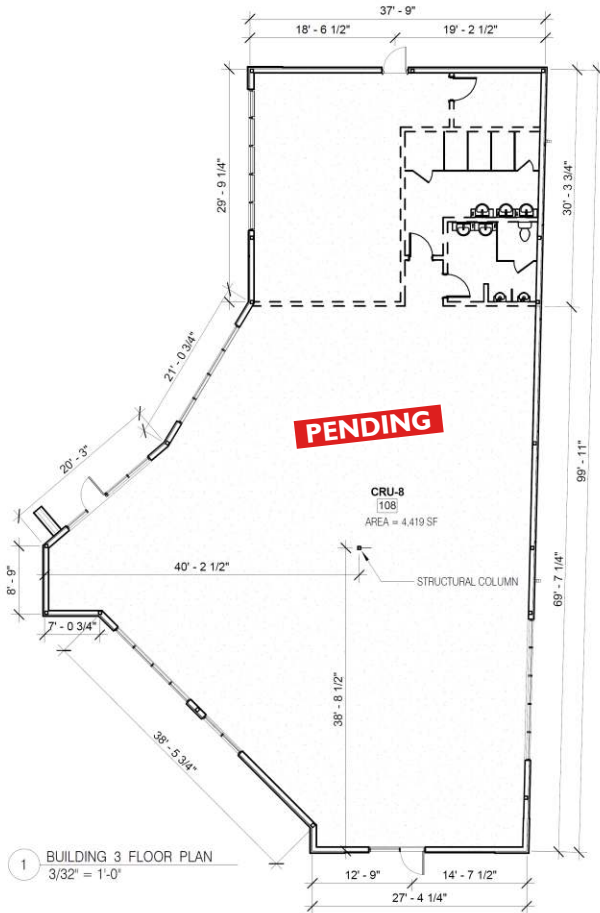 37' - 9"
18' - 6 1/2"
19' - 2 1/2"
29' - 9 1/4"
30' - 3 3/4"
21' - 0 3/4"
20' - 3"
PENDING
CRU-8
108
AREA = 4,419 SF
99' - 11"
8' - 9"
40' - 2 1/2"
STRUCTURAL COLUMN
69' - 7 1/4"
7' - 0 3/4"
38' - 8 1/2"
38' - 5 3/4"
1
BUILDING 3 FLOOR PLAN
3/32" = 1'-0"
12' - 9"
14' - 7 1/2"
27' - 4 1/4"